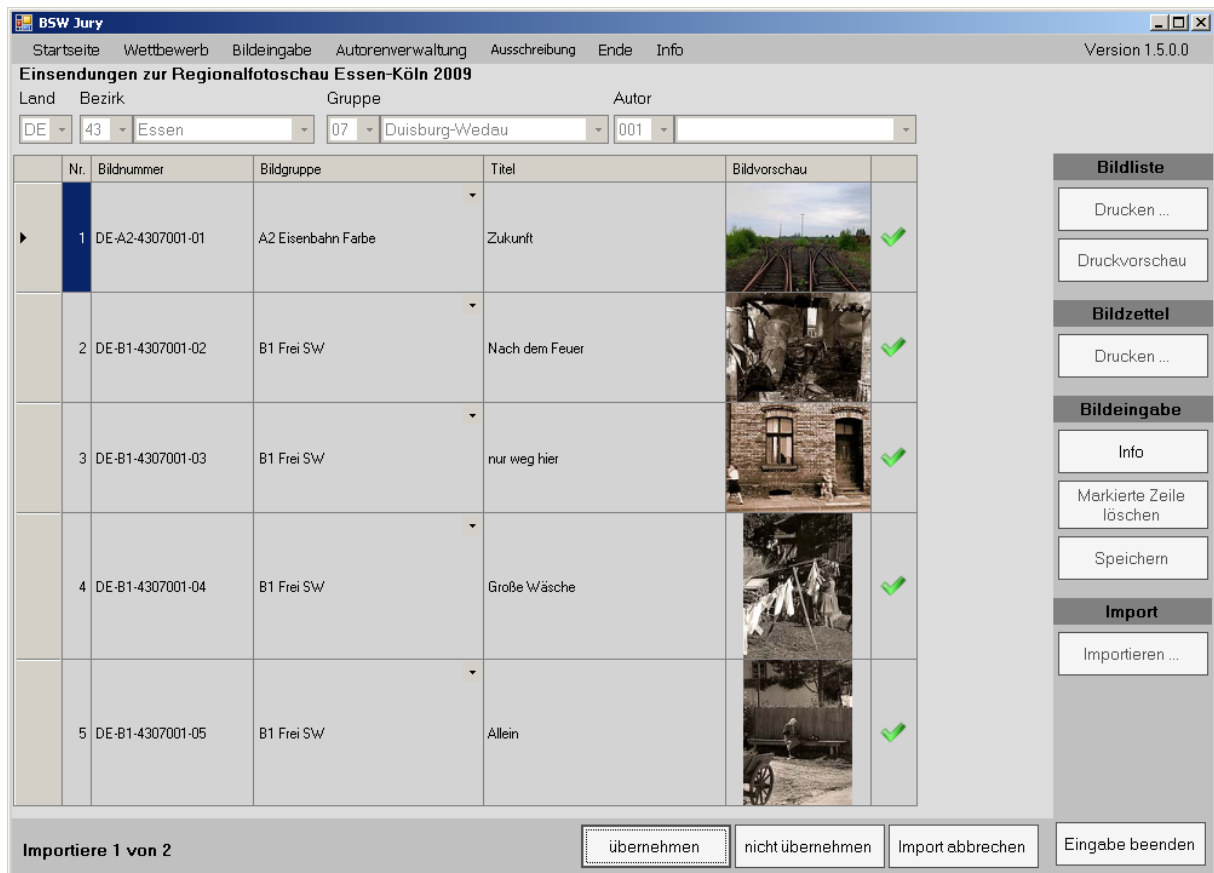 BSW Jury
Startseite Wettbewerb Bildeingabe Autorenverwaltung Ausschreibung Ende Info Version 1.5.0.0
Einsendungen zur Regionalfotoschau Essen-Köln 2009
Land Bezirk Gruppe Autor
DE 43 Essen 07 Duisburg-Wedau 001
Nr. Bildnummer Bildgruppe Titel Bildvorschau
1 DE-A2-4307001-01 A2 Eisenbahn Farbe Zukunft
2 DE-B1-4307001-02 B1 Frei SW Nach dem Feuer
3 DE-B1-4307001-03 B1 Frei SW nur weg hier
4 DE-B1-4307001-04 B1 Frei SW Große Wäsche
5 DE-B1-4307001-05 B1 Frei SW Allein
Bildliste
Drucken ...
Druckvorschau
Bildzettel
Drucken ...
Bildeingabe
Info
Markierte Zeile
löschen
Speichern
Import
Importieren ...
Importiere 1 von 2 übernehmen nicht übernehmen Import abbrechen Eingabe beenden